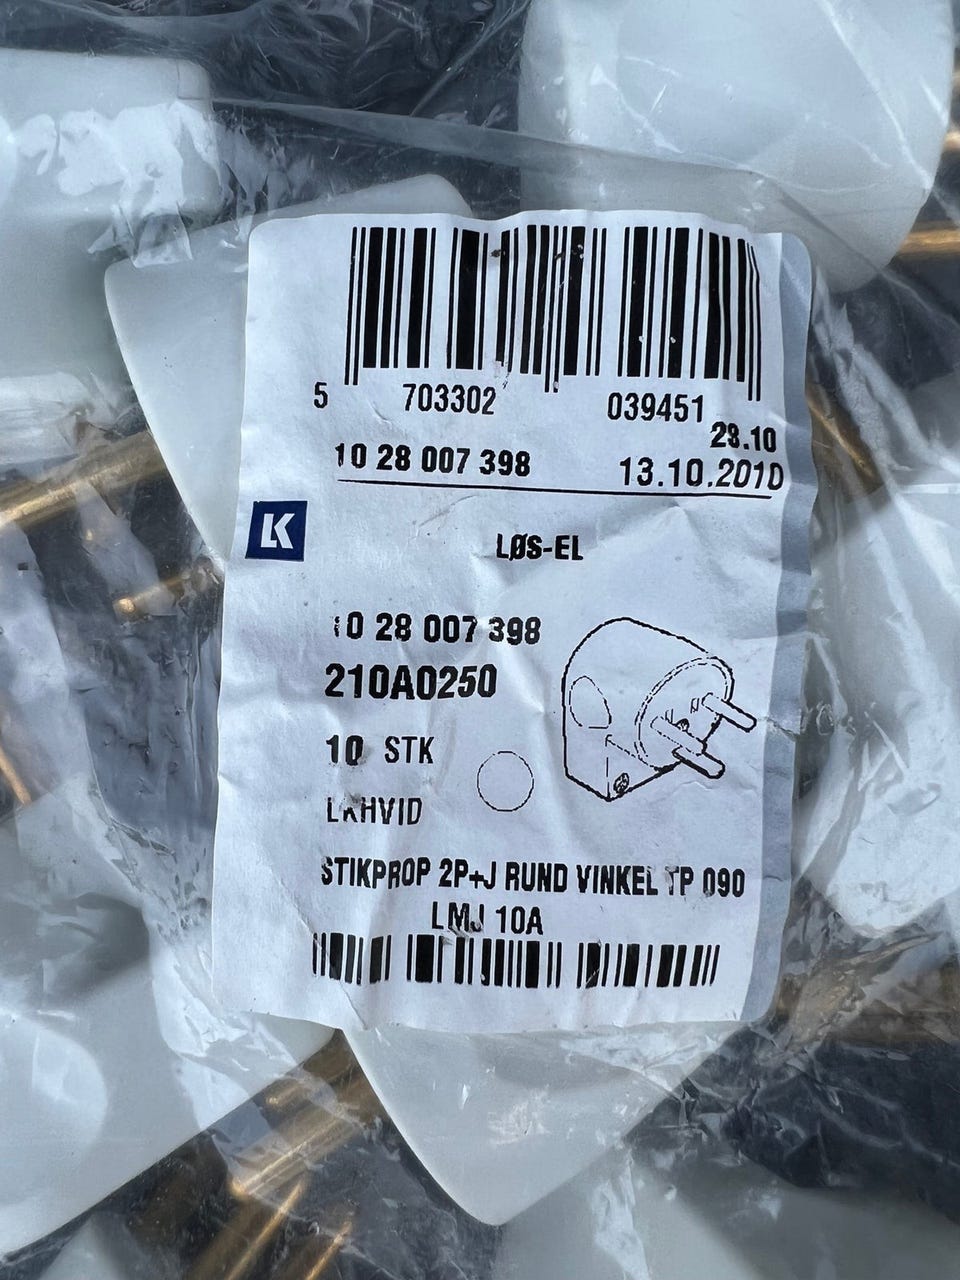 5 703302 039451
28.10
10 28 007 398 13.10.2010
LK
LØS-EL
10 28 007 398
210A0250
10 STK
LKHVID
STIKPROP 2P+J RUND VINKEL TP 090
LMJ 10A